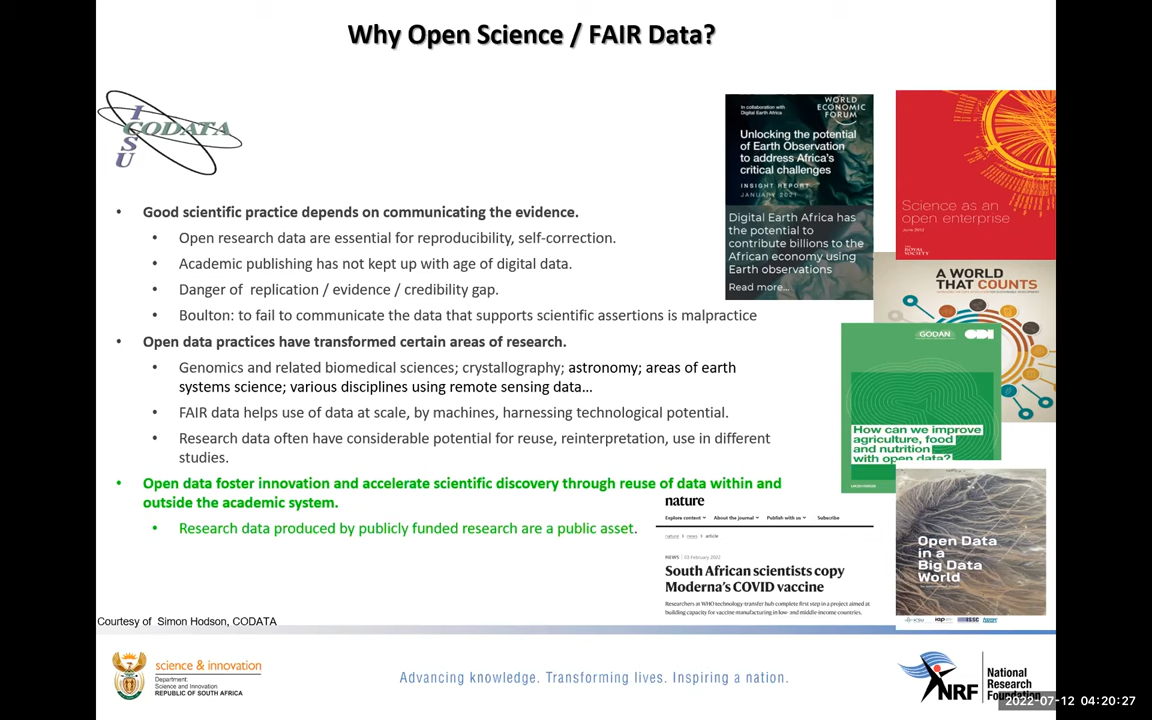 Why Open Science / FAIR Data?
ICSU
CODATA
• Good scientific practice depends on communicating the evidence.
• Open research data are essential for reproducibility, self-correction.
• Academic publishing has not kept up with age of digital data.
• Danger of replication / evidence / credibility gap.
• Boulton: to fail to communicate the data that supports scientific assertions is malpractice
• Open data practices have transformed certain areas of research.
• Genomics and related biomedical sciences; crystallography; astronomy; areas of earth
systems science; various disciplines using remote sensing data...
• FAIR data helps use of data at scale, by machines, harnessing technological potential.
• Research data often have considerable potential for reuse, reinterpretation, use in different
studies.
• Open data foster innovation and accelerate scientific discovery through reuse of data within and
outside the academic system.
• Research data produced by publicly funded research are a public asset.
In collaboration with
Digital Earth Africa
WORLD
ECONOMIC
FORUM
Unlocking the potential
of Earth Observation
to address Africa's
critical challenges
INSIGHT REPORT
JANUARY 2021
Digital Earth Africa has
the potential to
contribute billions to the
African economy using
Earth observations
Read more...
Science as an
open enterprise
June 2012
THE
ROYAL
SOCIETY
A WORLD
THAT COUNTS
GODAN
ODI
How can we improve
agriculture, food
and nutrition
with open data?
Open Data
in a
Big Data
World
iap
ISSC
nature
Explore content
About the journal
Publish with us
Subscribe
nature > news > article
NEWS | 03 February 2022
South African scientists copy
Moderna's COVID vaccine
Researchers at WHO technology-transfer hub complete first step in a project aimed at
building capacity for vaccine manufacturing in low- and middle-income countries.
Courtesy of Simon Hodson, CODATA
science & innovation
Department:
Science and Innovation
REPUBLIC OF SOUTH AFRICA
Advancing knowledge. Transforming lives. Inspiring a nation.
NRF
National
Research
Foundation
2022-07-12 04:20:27